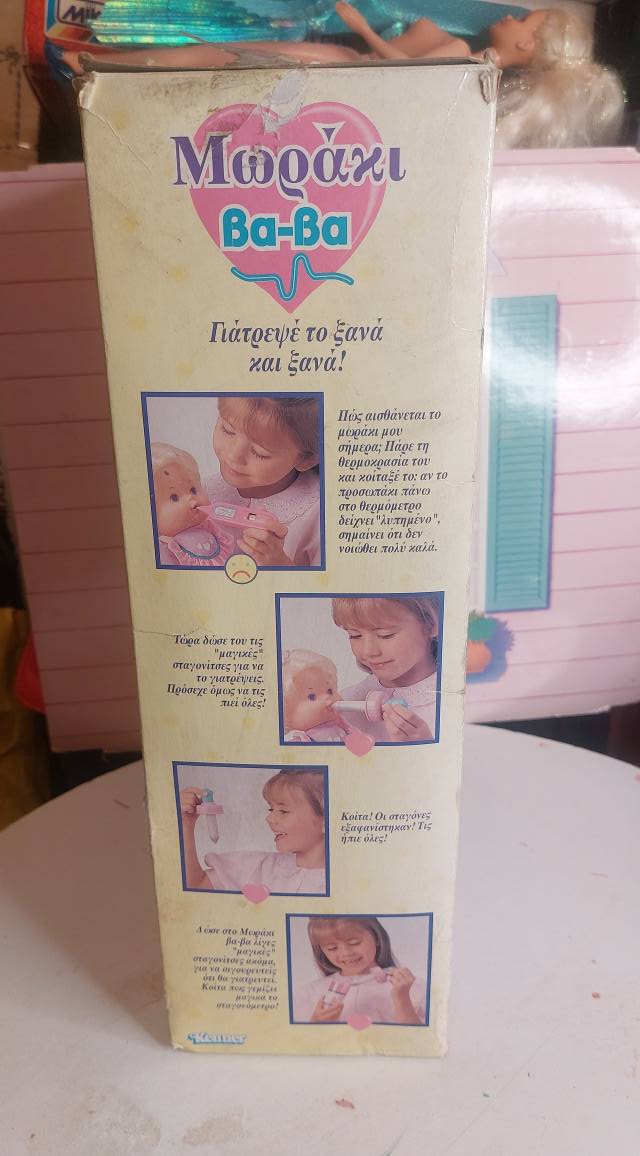 Μωράκι
βα-βα
Γιάτρεψέ το ξανά
και ξανά!
Πώς αισθάνεται το
μωράκι μου
σήμερα; Πάρε τη
θερμοκρασία του
και κοίταξέ το: αν το
προσωπάκι πάνω
στο θερμόμετρο
δείχνει "λυπημένο",
σημαίνει ότι δεν
νοιώθει πολύ καλά.
Τώρα δώσε του τις
"μαγικές"
σταγονίτσες για να
το γιατρέψεις.
Πρόσεχε όμως να τις
πιεί όλες!
Κοίτα! Οι σταγόνες
εξαφανίστηκαν! Τις
ήπιε όλες!
Δώσε στο Μωράκι
βα-βα λίγες
"μαγικές"
σταγονίτσες ακόμα,
για να σιγουρευτείς
ότι θα γιατρευτεί.
Κοίτα πως γεμίζει
μαγικά το
σταγονόμετρο!
Kenner